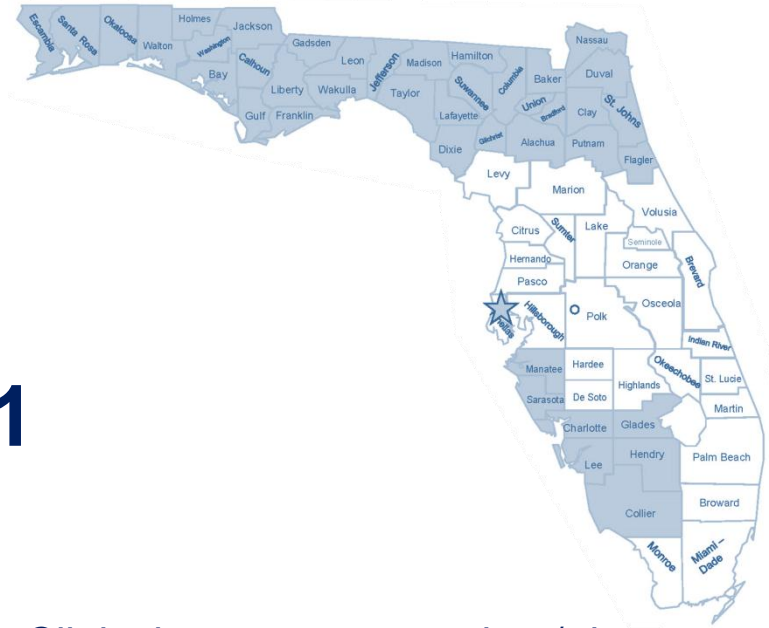 Escambia
Santa Rosa
Okaloosa
Walton
Holmes
Washington
Jackson
Bay
Calhoun
Gulf
Gadsden
Liberty
Franklin
Leon
Wakulla
Jefferson
Madison
Taylor
Hamilton
Suwannee
Lafayette
Dixie
Columbia
Gilchrist
Baker
Union
Bradford
Alachua
Nassau
Duval
Clay
St. Johns
Putnam
Flagler
Levy
Marion
Volusia
Citrus
Sumter
Lake
Seminole
Hernando
Orange
Brevard
Pasco
Hillsborough
Polk
Osceola
Indian River
Manatee
Hardee
Highlands
Okeechobee
St. Lucie
Sarasota
De Soto
Martin
Charlotte
Glades
Lee
Hendry
Palm Beach
Collier
Broward
Monroe
Miami –
Dade
1